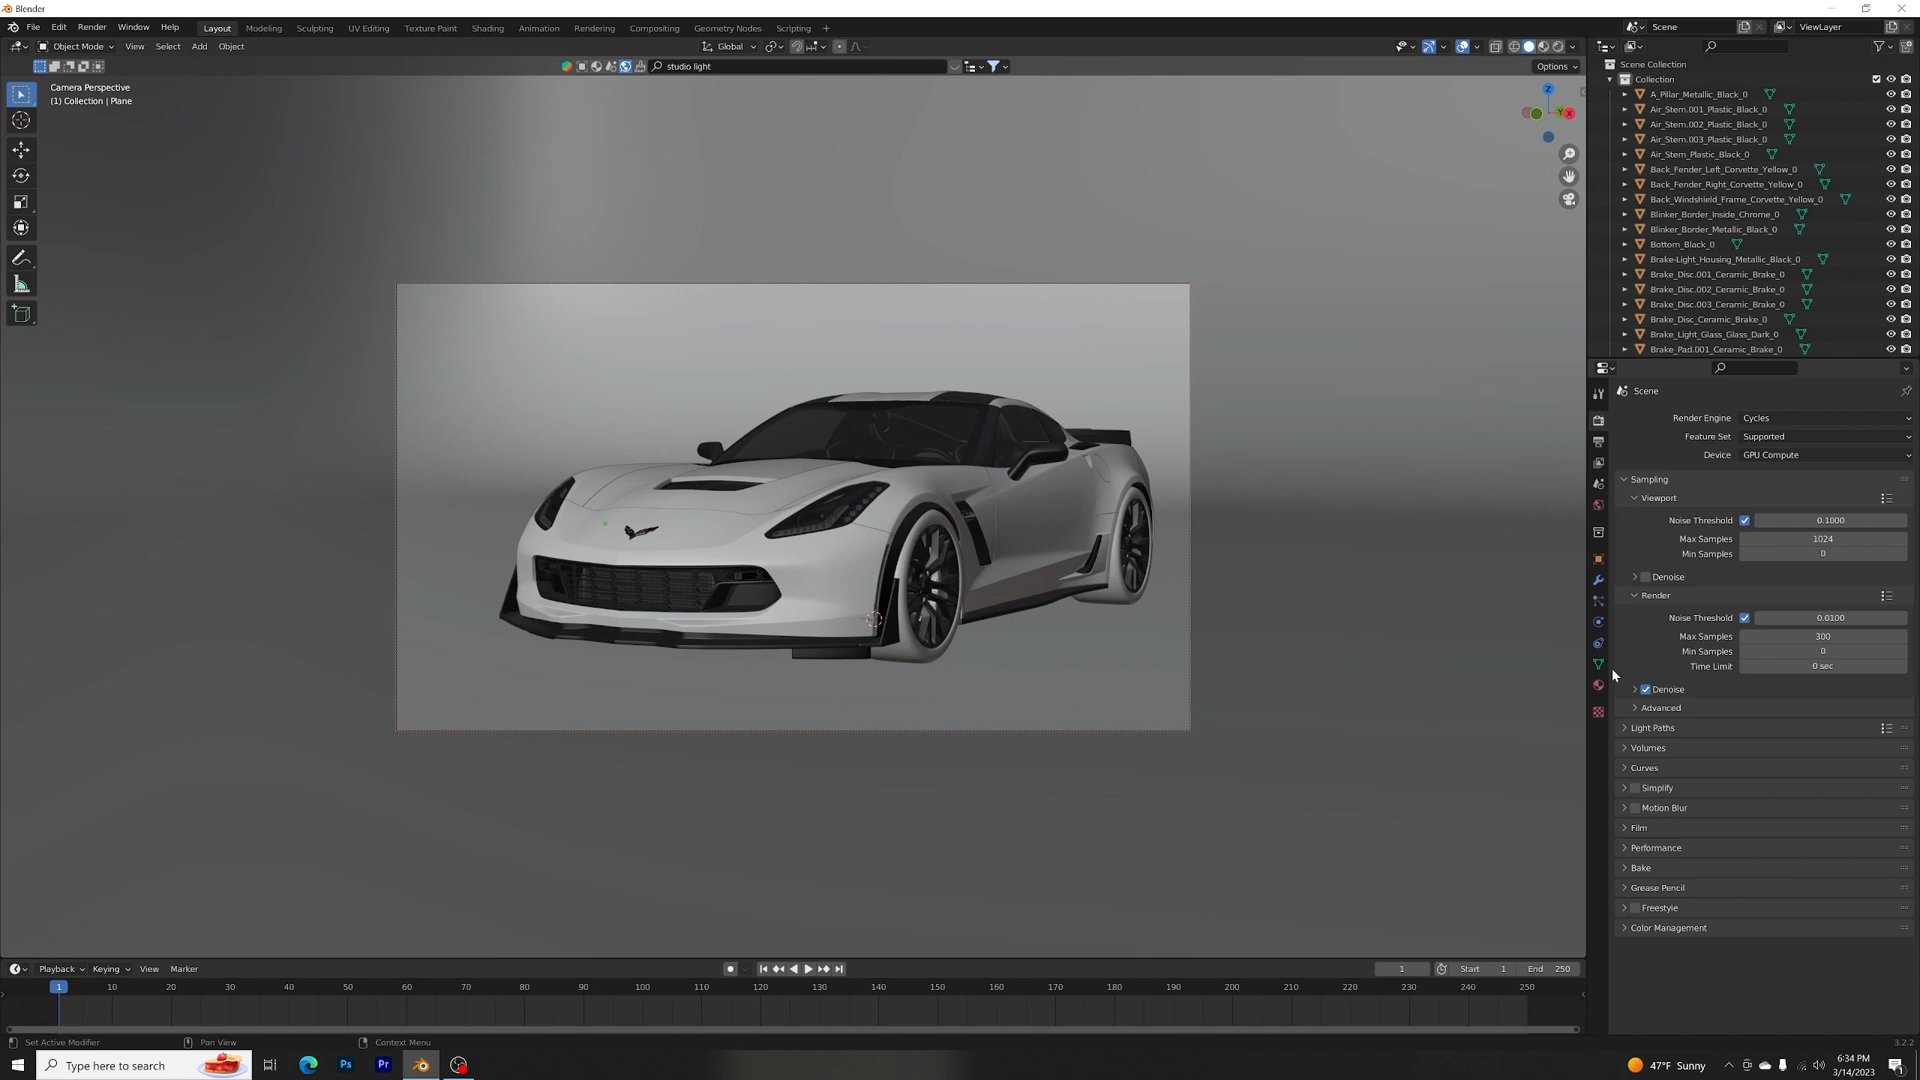 Blender
File Edit Render Window Help Layout Modeling Sculpting UV Editing Texture Paint Shading Animation Rendering Compositing Geometry Nodes Scripting + Scene ViewLayer
Object Mode View Select Add Object Global
studio light Options
Camera Perspective
(1) Collection | Plane
Z
Y
X
Scene Collection
Collection
A_Pillar_Metallic_Black_0
Air_Stem.001_Plastic_Black_0
Air_Stem.002_Plastic_Black_0
Air_Stem.003_Plastic_Black_0
Air_Stem_Plastic_Black_0
Back_Fender_Left_Corvette_Yellow_0
Back_Fender_Right_Corvette_Yellow_0
Back_Windshield_Frame_Corvette_Yellow_0
Blinker_Border_Inside_Chrome_0
Blinker_Border_Metallic_Black_0
Bottom_Black_0
Brake-Light_Housing_Metallic_Black_0
Brake_Disc.001_Ceramic_Brake_0
Brake_Disc.002_Ceramic_Brake_0
Brake_Disc.003_Ceramic_Brake_0
Brake_Disc_Ceramic_Brake_0
Brake_Light_Glass_Glass_Dark_0
Brake_Pad.001_Ceramic_Brake_0
Scene
Render Engine Cycles
Feature Set Supported
Device GPU Compute
Sampling
Viewport
Noise Threshold 0.1000
Max Samples 1024
Min Samples 0
Denoise
Render
Noise Threshold 0.0100
Max Samples 300
Min Samples 0
Time Limit 0 sec
Denoise
Advanced
Light Paths
Volumes
Curves
Simplify
Motion Blur
Film
Performance
Bake
Grease Pencil
Freestyle
Color Management
Playback Keying View Marker 1 Start 1 End 250
1 10 20 30 40 50 60 70 80 90 100 110 120 130 140 150 160 170 180 190 200 210 220 230 240 250
Set Active Modifier Pan View Context Menu 3.2.2
Type here to search Ps Pr 47°F Sunny 6:34 PM
3/14/2023
1